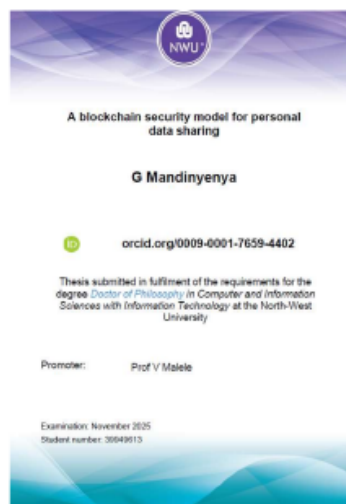 NWU
A blockchain security model for personal
data sharing
G Mandinyenya
iD
orcid.org/0009-0001-7659-4402
Thesis submitted in fulfilment of the requirements for the
degree Doctor of Philosophy in Computer and Information
Sciences with Information Technology at the North-West
University
Promoter: Prof V Malele
Examination: November 2025
Student number: 39949613